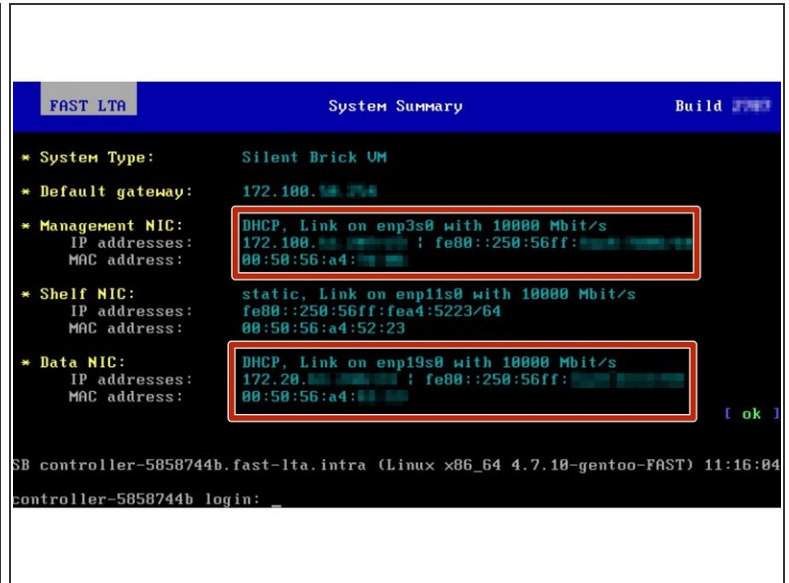 FAST LTA System Summary Build
* System Type: Silent Brick VM
* Default gateway: 172.100.
* Management NIC: DHCP, Link on enp3s0 with 10000 Mbit/s
IP addresses: 172.100. ¦ fe80::250:56ff:
MAC address: 00:50:56:a4:
* Shelf NIC: static, Link on enp11s0 with 10000 Mbit/s
IP addresses: fe80::250:56ff:fea4:5223/64
MAC address: 00:50:56:a4:52:23
* Data NIC: DHCP, Link on enp19s0 with 10000 Mbit/s
IP addresses: 172.20. ¦ fe80::250:56ff:
MAC address: 00:50:56:a4:
[ ok ]
SB controller-5858744b.fast-lta.intra (Linux x86_64 4.7.10-gentoo-FAST) 11:16:04
controller-5858744b login: _